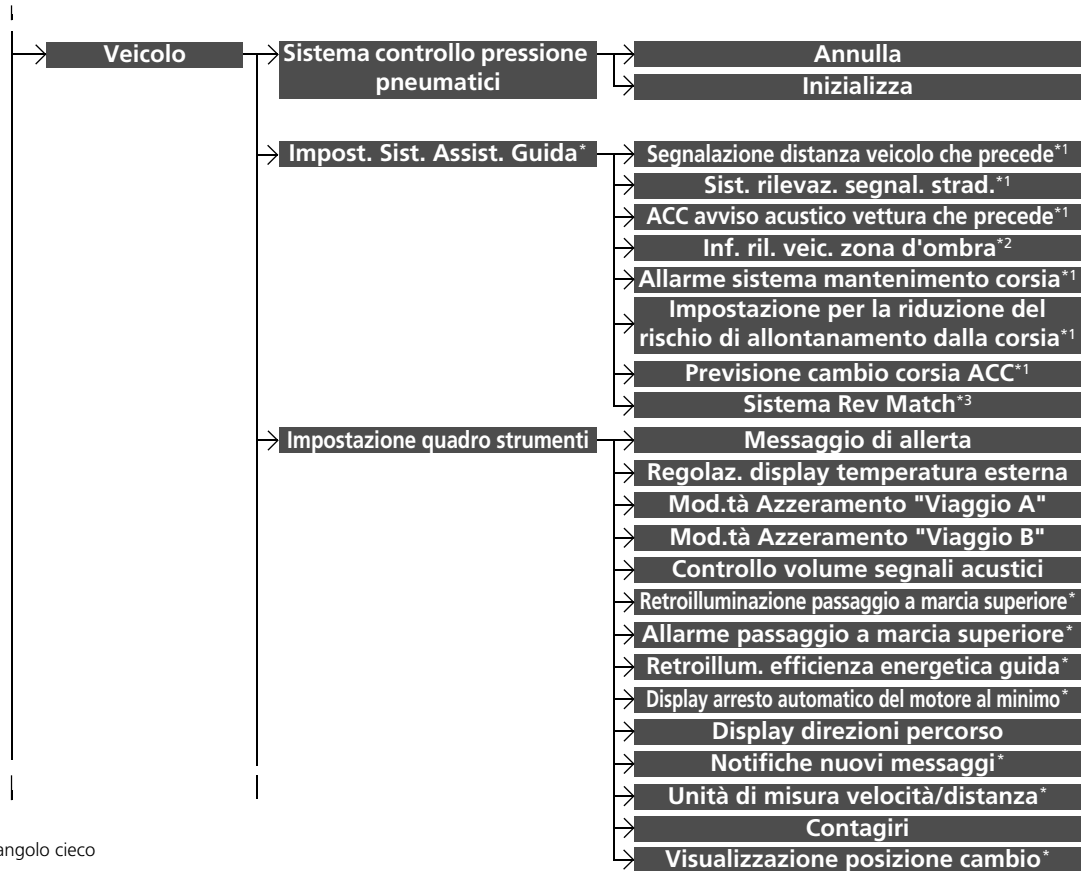 Veicolo
Sistema controllo pressione
pneumatici
Annulla
Inizializza
Impost. Sist. Assist. Guida*
Segnalazione distanza veicolo che precede*1
Sist. rilevaz. segnal. strad.*1
ACC avviso acustico vettura che precede*1
Inf. ril. veic. zona d'ombra*2
Allarme sistema mantenimento corsia*1
Impostazione per la riduzione del
rischio di allontanamento dalla corsia*1
Previsione cambio corsia ACC*1
Sistema Rev Match*3
Impostazione quadro strumenti
Messaggio di allerta
Regolaz. display temperatura esterna
Mod.tà Azzeramento "Viaggio A"
Mod.tà Azzeramento "Viaggio B"
Controllo volume segnali acustici
Retroilluminazione passaggio a marcia superiore*
Allarme passaggio a marcia superiore*
Retroillum. efficienza energetica guida*
Display arresto automatico del motore al minimo*
Display direzioni percorso
Notifiche nuovi messaggi*
Unità di misura velocità/distanza*
Contagiri
Visualizzazione posizione cambio*
angolo cieco